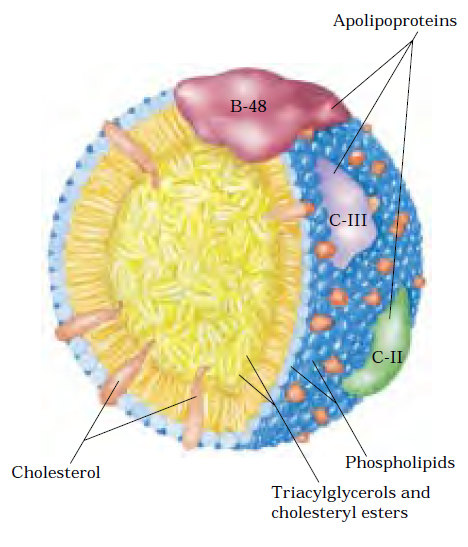 Apolipoproteins
B-48
C-III
C-II
Cholesterol
Phospholipids
Triacylglycerols and
cholesteryl esters